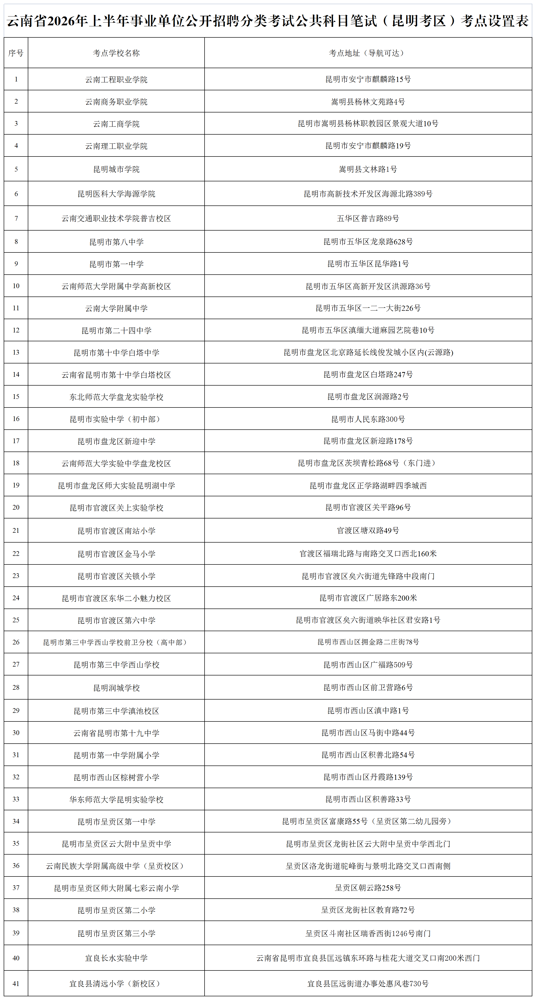 云南省2026年上半年事业单位公开招聘分类考试公共科目笔试（昆明考区）考点设置表
序号 考点学校名称 考点地址（导航可达）
1 云南工程职业学院 昆明市安宁市麒麟路15号
2 云南商务职业学院 嵩明县杨林文苑路4号
3 云南工商学院 昆明市嵩明县杨林职教园区景观大道10号
4 云南理工职业学院 昆明市安宁市麒麟路19号
5 昆明城市学院 嵩明县文林路1号
6 昆明医科大学海源学院 昆明市高新技术开发区海源北路389号
7 云南交通职业技术学院普吉校区 五华区普吉路89号
8 昆明市第八中学 昆明市五华区龙泉路628号
9 昆明市第一中学 昆明市五华区昆华路1号
10 云南师范大学附属中学高新校区 昆明市五华区高新开发区洪源路36号
11 云南大学附属中学 昆明市五华区一二一大街226号
12 昆明市第二十四中学 昆明市五华区滇缅大道麻园艺院巷10号
13 昆明市第十中学白塔中学 昆明市盘龙区北京路延长线俊发城小区内(云源路)
14 云南省昆明市第十中学白塔校区 昆明市盘龙区白塔路247号
15 东北师范大学盘龙实验学校 昆明市盘龙区润源路2号
16 昆明市实验中学（初中部） 昆明市人民东路300号
17 昆明市盘龙区新迎中学 昆明市盘龙区新迎路178号
18 云南师范大学实验中学盘龙校区 昆明市盘龙区茨坝青松路68号（东门进）
19 昆明市盘龙区师大实验昆明湖中学 昆明市盘龙区正学路湖畔四季城西
20 昆明市官渡区关上实验学校 昆明市官渡区关平路96号
21 昆明市官渡区南站小学 官渡区塘双路49号
22 昆明市官渡区金马小学 官渡区福瑞北路与南路交叉口西北160米
23 昆明市官渡区关锁小学 昆明市官渡区矣六街道先锋路中段南门
24 昆明市官渡区东华二小魅力校区 昆明市官渡区广居路东200米
25 昆明市官渡区第六中学 昆明市官渡区矣六街道映华社区君安路1号
26 昆明市第三中学西山学校前卫分校（高中部） 昆明市西山区拥金路二庄街78号
27 昆明市第三中学西山学校 昆明市西山区广福路509号
28 昆明润城学校 昆明市西山区前卫营路6号
29 昆明市第三中学滇池校区 昆明市西山区滇中路1号
30 云南省昆明市第十九中学 昆明市西山区马街中路44号
31 昆明市第一中学附属小学 昆明市西山区积善北路54号
32 昆明市西山区棕树营小学 昆明市西山区丹霞路139号
33 华东师范大学昆明实验学校 昆明市西山区积善路33号
34 昆明市呈贡区第一中学 昆明市呈贡区富康路55号（呈贡区第二幼儿园旁）
35 昆明市呈贡区云大附中呈贡中学 昆明市呈贡区龙街社区云大附中呈贡中学西北门
36 云南民族大学附属高级中学（呈贡校区） 呈贡区洛龙街道驼峰街与景明北路交叉口西南侧
37 昆明市呈贡区师大附属七彩云南小学 呈贡区朝云路258号
38 昆明市呈贡区第二小学 呈贡区龙街社区教育路72号
39 昆明市呈贡区第三小学 呈贡区斗南社区瑞香西街1246号南门
40 宜良长水实验中学 云南省昆明市宜良县匡远镇东环路与桂花大道交叉口南200米西门
41 宜良县清远小学（新校区） 宜良县匡远街道办事处惠风巷730号